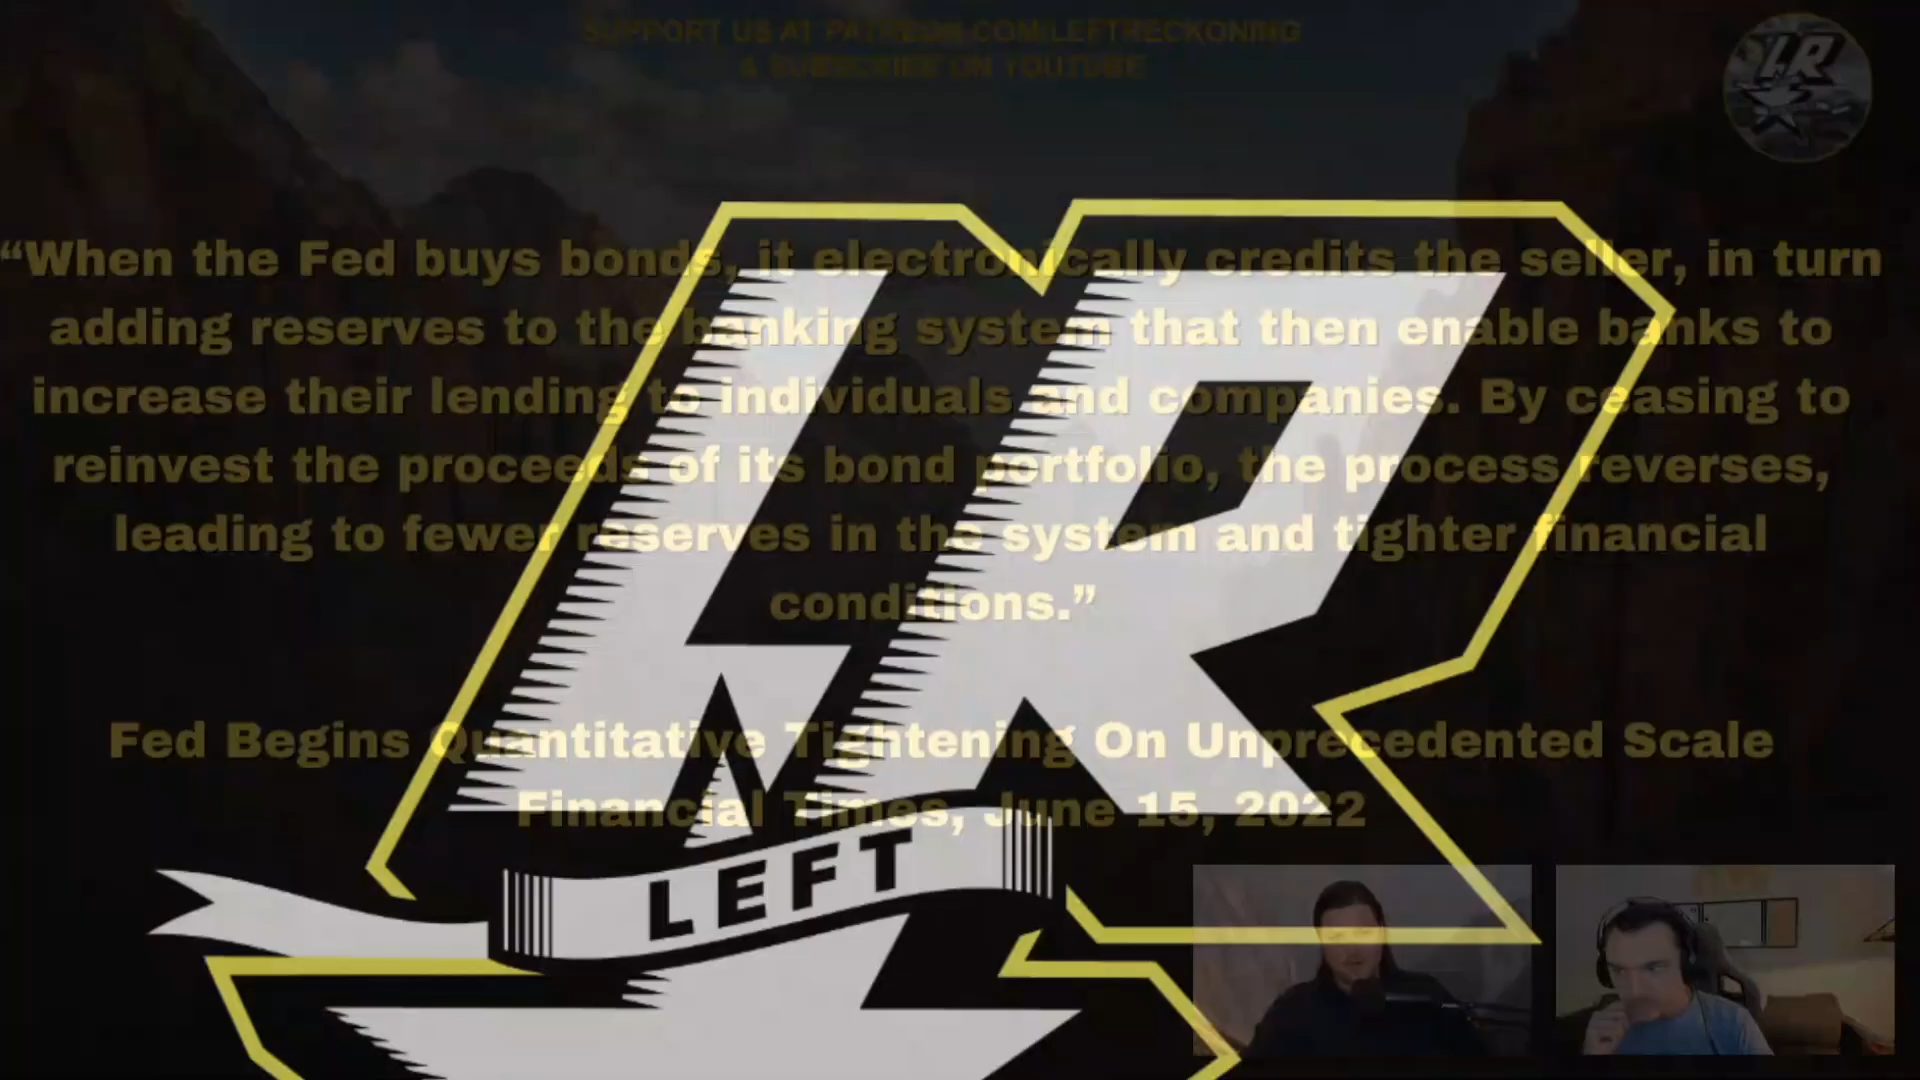 SUPPORT US AT PATREON.COM/LEFTRECKONING
& SUBSCRIBE ON YOUTUBE
LR
“When the Fed buys bonds, it electronically credits the seller, in turn
adding reserves to the banking system that then enable banks to
increase their lending to individuals and companies. By ceasing to
reinvest the proceeds of its bond portfolio, the process reverses,
leading to fewer reserves in the system and tighter financial
conditions.”
Fed Begins Quantitative Tightening On Unprecedented Scale
Financial Times, June 15, 2022
LR
LEFT